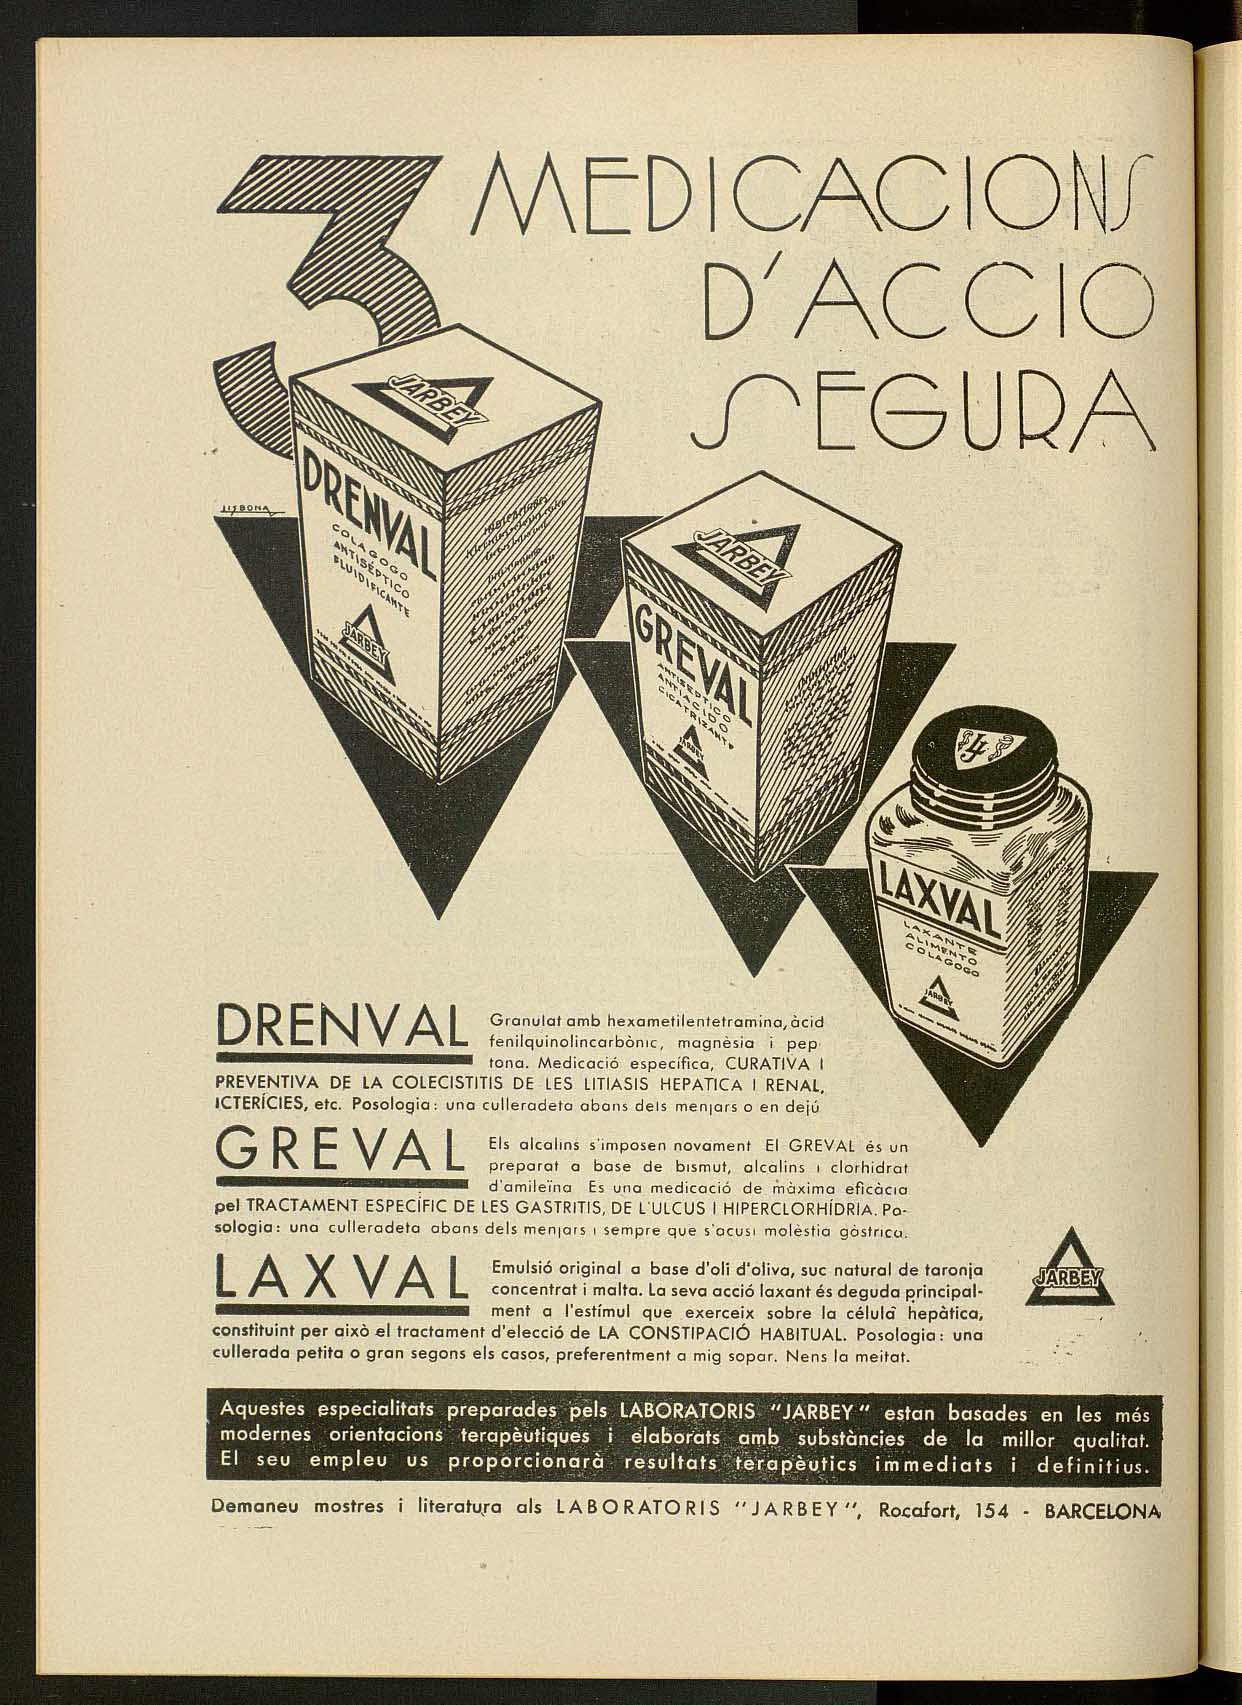 3 MEDICACIONS
D'ACCIO
SEGURA
JARBEY
DRENVAL
COLAGOGO
ANTISÉPTICO
FLUIDIFICANTE
JARBEY
LISBONA
JARBEY
GREVAL
ANTISEPTICO
ANTIACIDO
CICATRIZANTE
JARBEY
LAXVAL
LAXANTE
ALIMENTO
COLAGOGO
JARBEY
DRENVAL Granulat amb hexametilentetramina, àcid
fenilquinolincarbònic, magnèsia i pep
tona. Medicació específica, CURATIVA I
PREVENTIVA DE LA COLECISTITIS DE LES LITIASIS HEPATICA I RENAL,
ICTERÍCIES, etc. Posologia: una culleradeta abans dels menjars o en dejú
GREVAL Els alcalins s'imposen novament El GREVAL és un
preparat a base de bismut, alcalins i clorhidrat
d'amileïna Es una medicació de màxima eficàcia
pel TRACTAMENT ESPECÍFIC DE LES GASTRITIS, DE L'ULCUS I HIPERCLORHÍDRIA. Po-
sologia: una culleradeta abans dels menjars i sempre que s'acusi molèstia gàstrica.
LAXVAL Emulsió original a base d'oli d'oliva, suc natural de taronja
concentrat i malta. La seva acció laxant és deguda principal-
ment a l'estímul que exerceix sobre la célula hepàtica,
constituint per això el tractament d'elecció de LA CONSTIPACIÓ HABITUAL. Posologia: una
cullerada petita o gran segons els casos, preferentment a mig sopar. Nens la meitat.
JARBEY
Aquestes especialitats preparades pels LABORATORIS "JARBEY" estan basades en les més
modernes orientacions terapèutiques i elaborats amb substàncies de la millor qualitat.
El seu empleu us proporcionarà resultats terapèutics immediats i definitius.
Demaneu mostres i literatura als LABORATORIS "JARBEY", Rocafort, 154 - BARCELONA